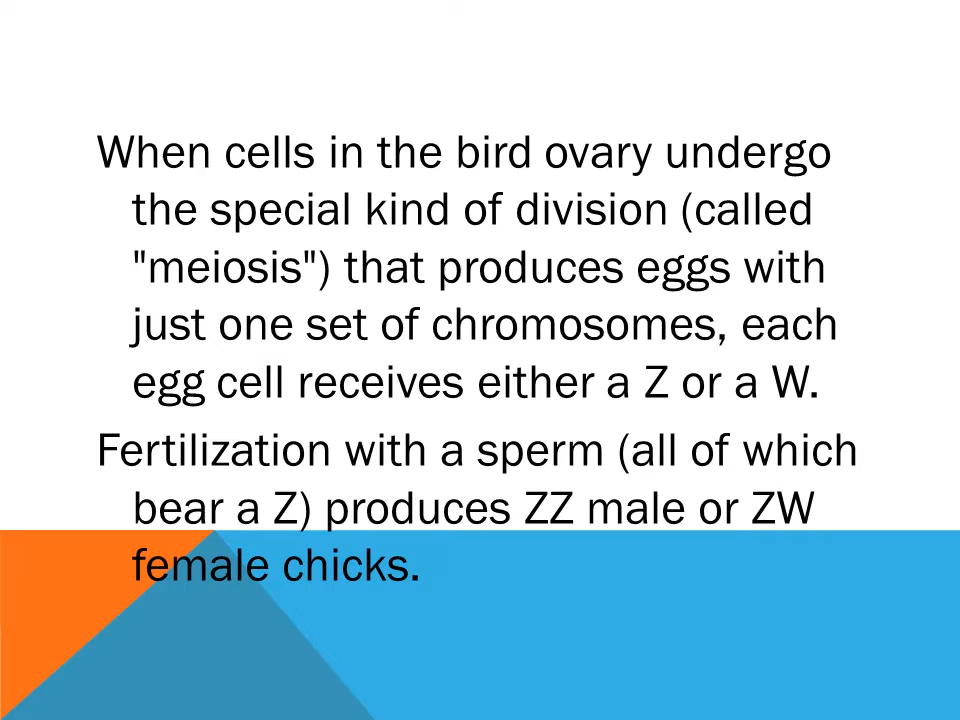 When cells in the bird ovary undergo
the special kind of division (called
"meiosis") that produces eggs with
just one set of chromosomes, each
egg cell receives either a Z or a W.
Fertilization with a sperm (all of which
bear a Z) produces ZZ male or ZW
female chicks.